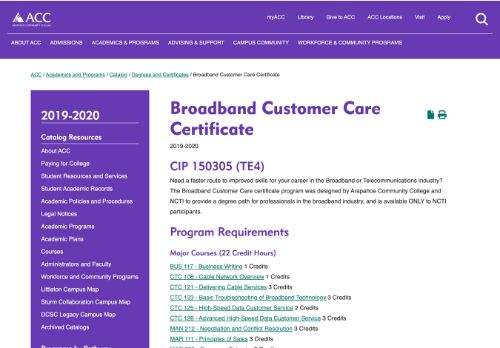 ACC
myACC Library Give to ACC ACC Locations Visit Apply
ABOUT ACC ADMISSIONS ACADEMICS & PROGRAMS ADVISING & SUPPORT CAMPUS COMMUNITY WORKFORCE & COMMUNITY PROGRAMS
ACC / Academics and Programs / Catalog / Degrees and Certificates / Broadband Customer Care Certificate
2019-2020
Catalog Resources
About ACC
Paying for College
Student Resources and Services
Student Academic Records
Academic Policies and Procedures
Legal Notices
Academic Programs
Academic Plans
Courses
Administrators and Faculty
Workforce and Community Programs
Littleton Campus Map
Sturm Collaboration Campus Map
DCSC Legacy Campus Map
Archived Catalogs
Broadband Customer Care
Certificate
2019-2020
CIP 150305 (TE4)
Need a faster route to improved skills for your career in the Broadband or Telecommunications industry?
The Broadband Customer Care certificate program was designed by Arapahoe Community College and
NCTI to provide a degree path for professionals in the broadband industry, and is available ONLY to NCTI
participants.
Program Requirements
Major Courses (22 Credit Hours)
BUS 117 - Business Writing 1 Credits
CTC 108 - Cable Network Overview 1 Credits
CTC 121 - Delivering Cable Services 3 Credits
CTC 123 - Basic Troubleshooting of Broadband Technology 3 Credits
CTC 125 - High-Speed Data Customer Service 2 Credits
CTC 126 - Advanced High-Speed Data Customer Service 3 Credits
MAN 212 - Negotiation and Conflict Resolution 3 Credits
MAR 111 - Principles of Sales 3 Credits